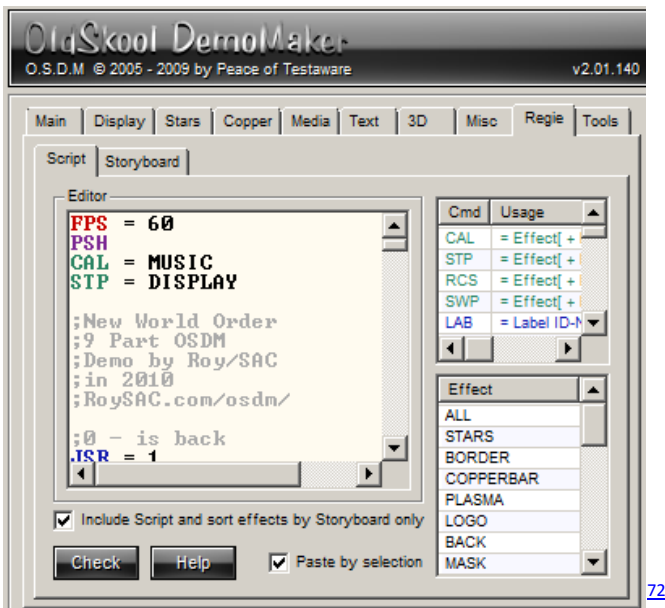 OldSkool DemoMaker
O.S.D.M © 2005 - 2009 by Peace of Testaware
v2.01.140
Main Display Stars Copper Media Text 3D Misc Regie Tools
Script Storyboard
Editor
FPS = 60
PSH
CAL = MUSIC
STP = DISPLAY
;New World Order
;9 Part OSDM
;Demo by Roy/SAC
;in 2010
;RoySAC.com/osdm/
;0 - is back
JSR = 1
Cmd Usage
CAL = Effect[ +
STP = Effect[ +
RCS = Effect[ +
SWP = Effect[ +
LAB = Label ID-N
Effect
ALL
STARS
BORDER
COPPERBAR
PLASMA
LOGO
BACK
MASK
Include Script and sort effects by Storyboard only
Check Help Paste by selection
72